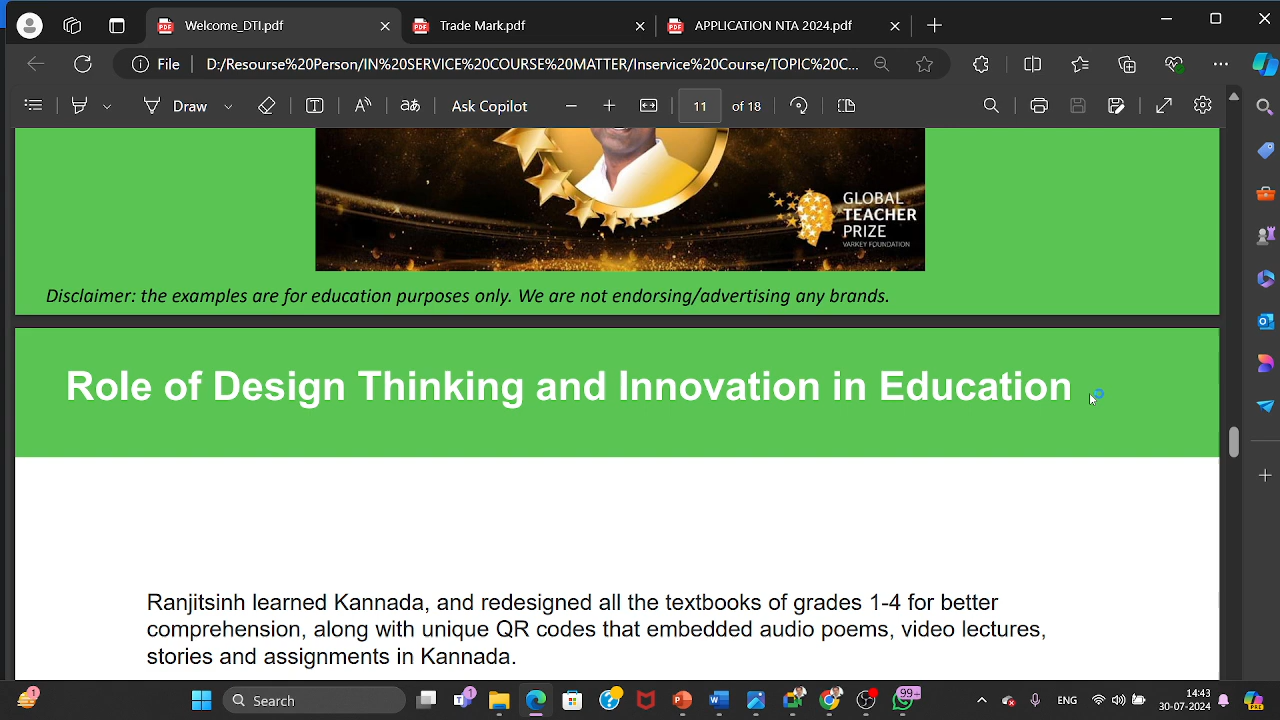 Welcome_DTI.pdf
Trade Mark.pdf
APPLICATION NTA 2024.pdf
File
D:/Resourse%20Person/IN%20SERVICE%20COURSE%20MATTER/Inservice%20Course/TOPIC%20C...
Draw
Ask Copilot
11 of 18
GLOBAL
TEACHER
PRIZE
VARKEY FOUNDATION
Disclaimer: the examples are for education purposes only. We are not endorsing/advertising any brands.
Role of Design Thinking and Innovation in Education
Ranjitsinh learned Kannada, and redesigned all the textbooks of grades 1-4 for better
comprehension, along with unique QR codes that embedded audio poems, video lectures,
stories and assignments in Kannada.
1
Search
1
99+
ENG
14:43
30-07-2024